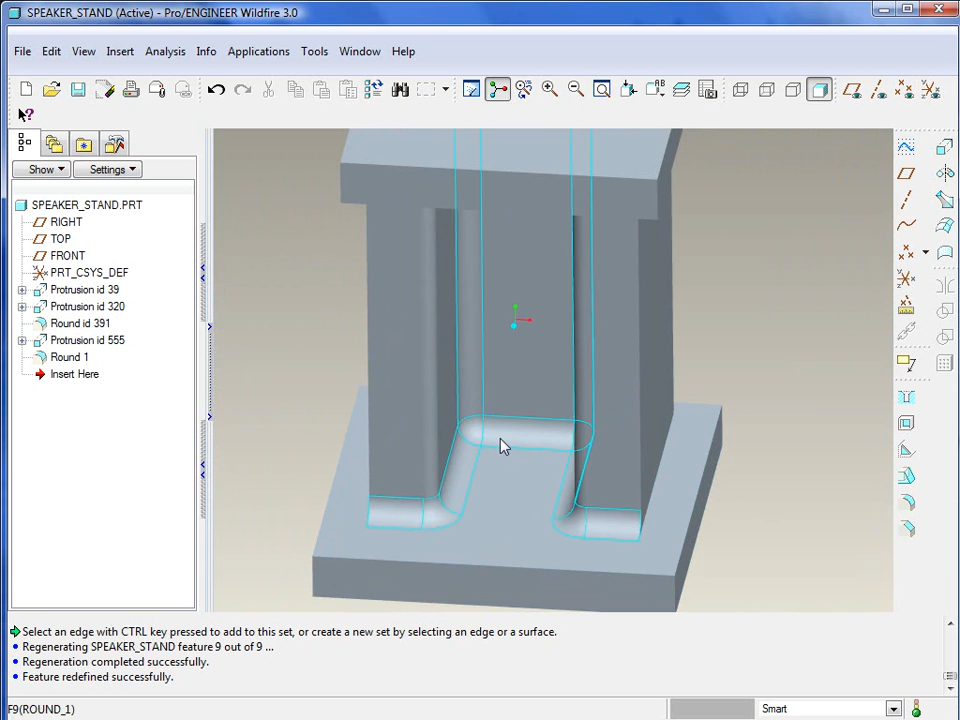 SPEAKER_STAND (Active) - Pro/ENGINEER Wildfire 3.0
File Edit View Insert Analysis Info Applications Tools Window Help
Show Settings
SPEAKER_STAND.PRT
RIGHT
TOP
FRONT
PRT_CSYS_DEF
Protrusion id 39
Protrusion id 320
Round id 391
Protrusion id 555
Round 1
Insert Here
Select an edge with CTRL key pressed to add to this set, or create a new set by selecting an edge or a surface.
Regenerating SPEAKER_STAND feature 9 out of 9 ...
Regeneration completed successfully.
Feature redefined successfully.
F9(ROUND_1)
Smart